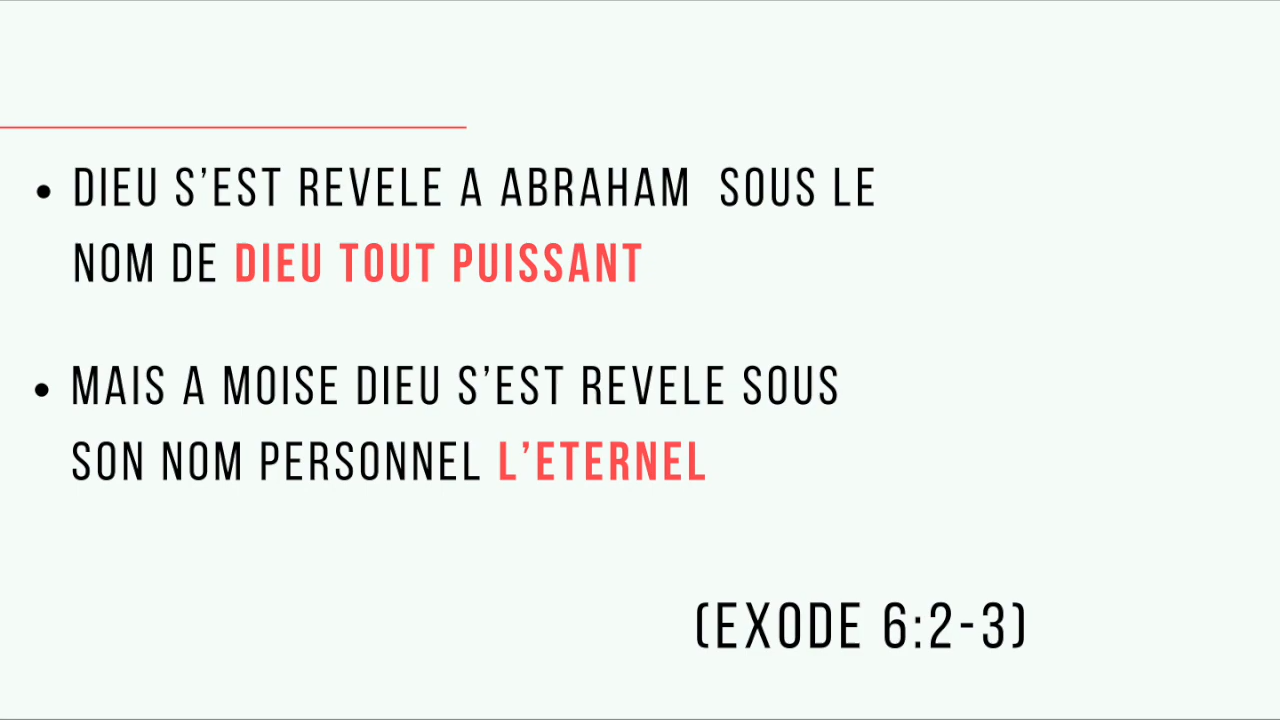 • DIEU S’EST REVELE A ABRAHAM SOUS LE
NOM DE DIEU TOUT PUISSANT
• MAIS A MOISE DIEU S’EST REVELE SOUS
SON NOM PERSONNEL L’ETERNEL
(EXODE 6:2-3)